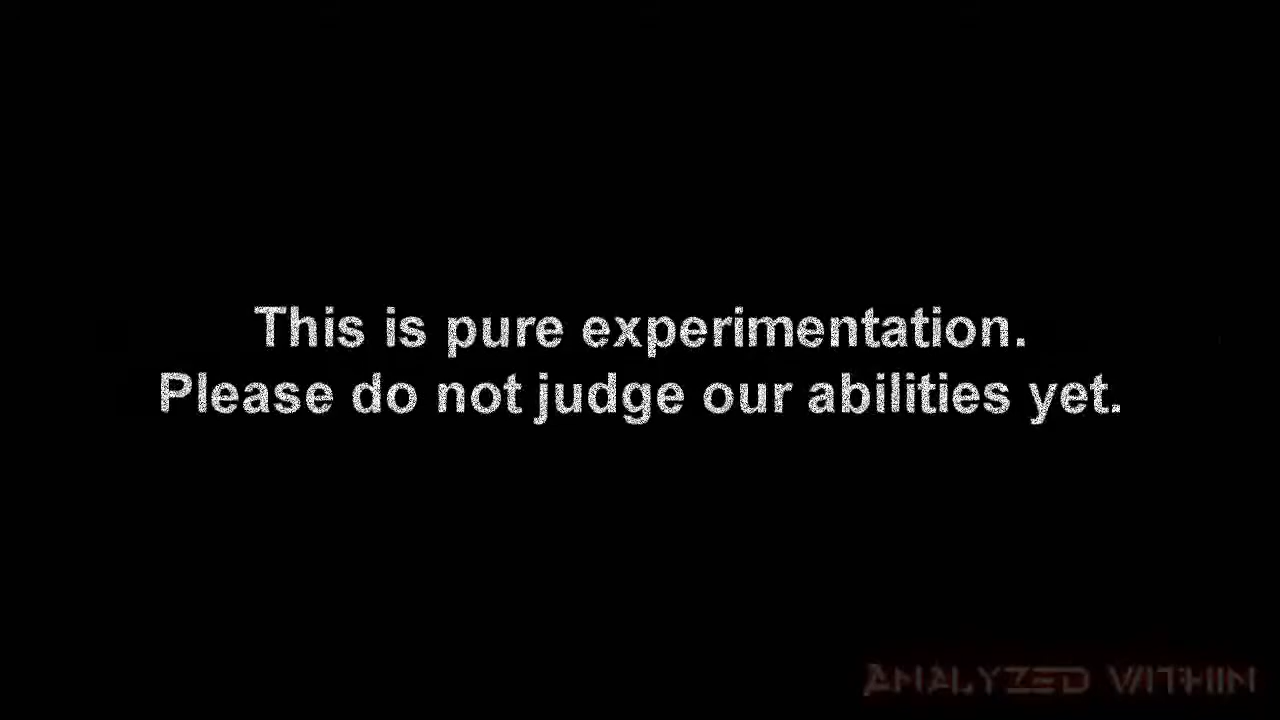 This is pure experimentation.
Please do not judge our abilities yet.
ANALYZED WITHIN